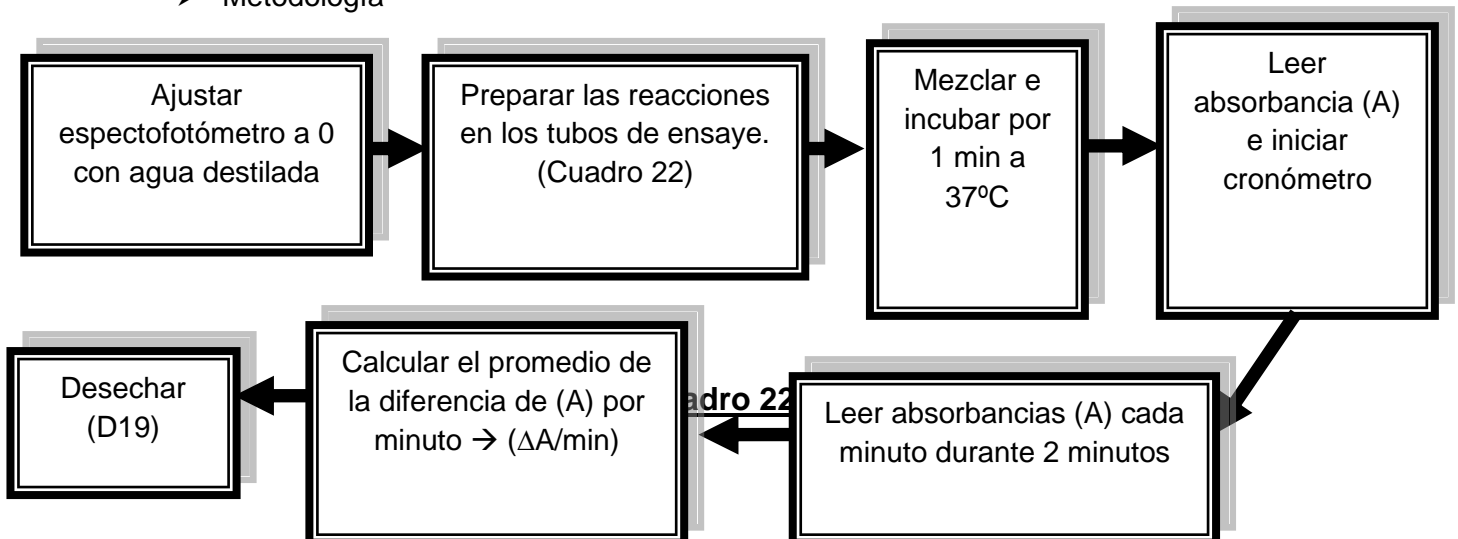 ➢ Metodología
Ajustar
espectofotómetro a 0
con agua destilada
Preparar las reacciones
en los tubos de ensaye.
(Cuadro 22)
Mezclar e
incubar por
1 min a
37ºC
Leer
absorbancia (A)
e iniciar
cronómetro
Leer absorbancias (A) cada
minuto durante 2 minutos
adro 22
Calcular el promedio de
la diferencia de (A) por
minuto → (∆A/min)
Desechar
(D19)